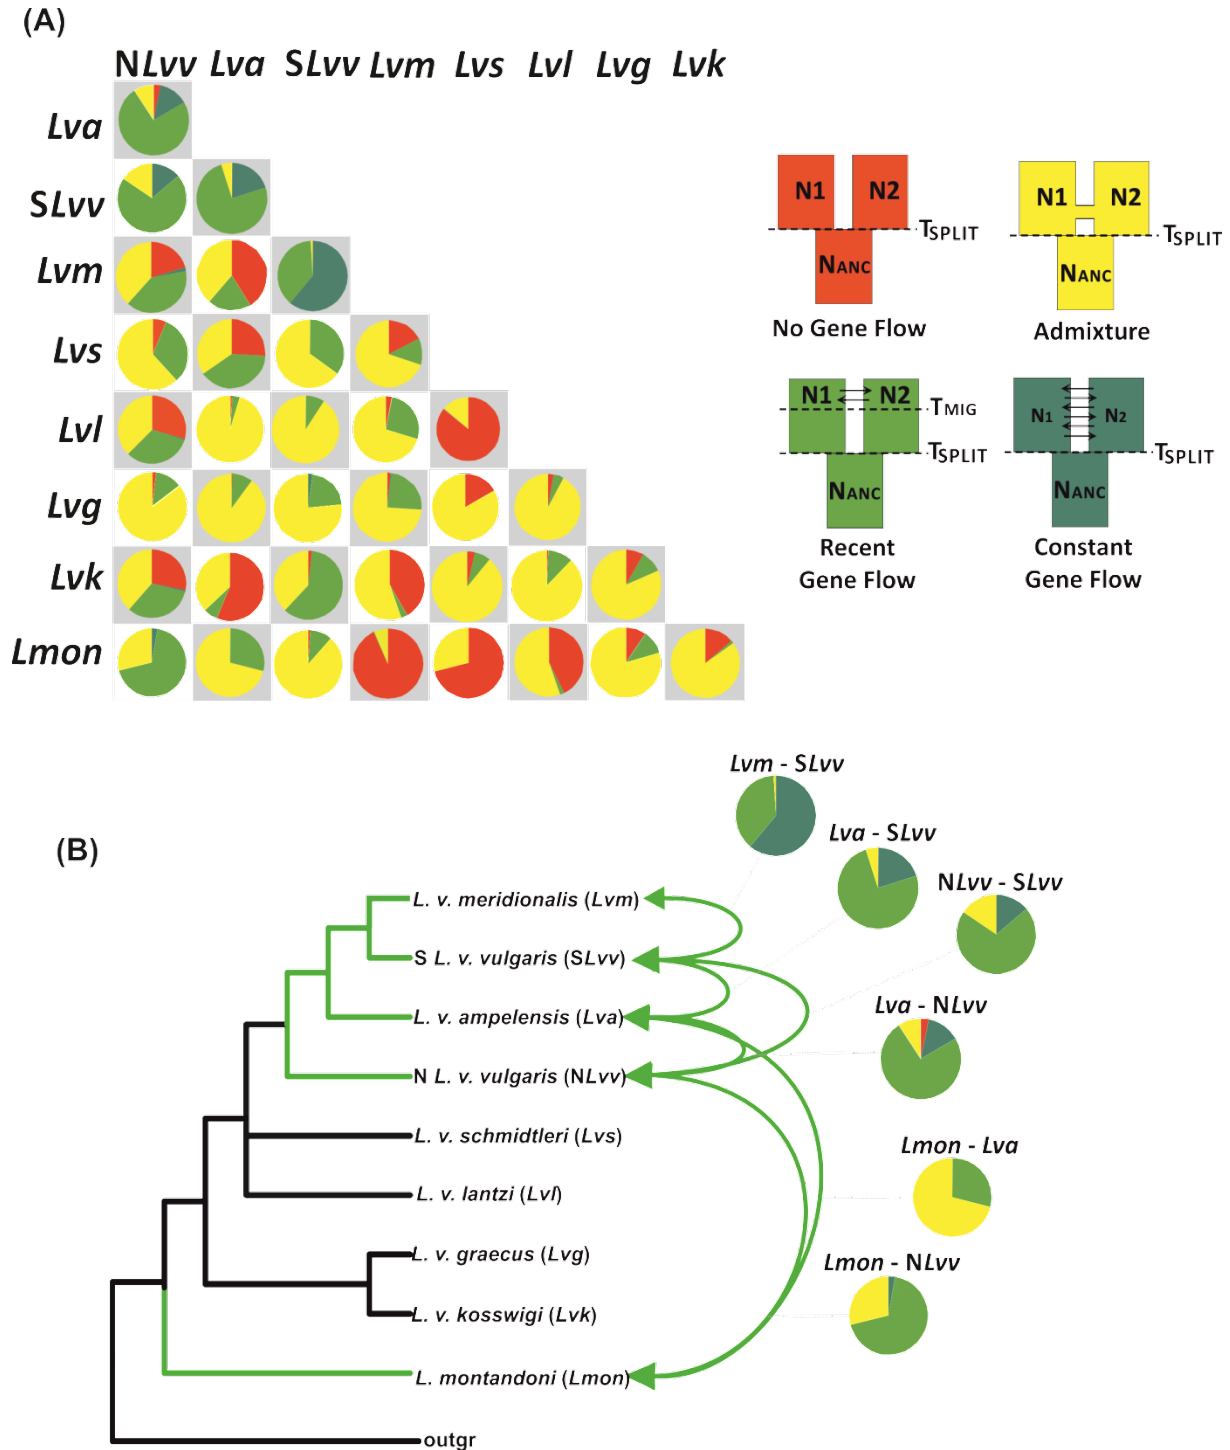 (A)
NLvv Lva SLvv Lvm Lvs Lvl Lvg Lvk
Lva
SLvv
Lvm
Lvs
Lvl
Lvg
Lvk
Lmon
N1 N2
TSPLIT
NANC
No Gene Flow
N1 N2
TSPLIT
NANC
Admixture
N1 N2
TMIG
TSPLIT
NANC
Recent
Gene Flow
N1 N2
TSPLIT
NANC
Constant
Gene Flow
(B)
Lvm - SLvv
Lva - SLvv
NLvv - SLvv
Lva - NLvv
Lmon - Lva
Lmon - NLvv
L. v. meridionalis (Lvm)
S L. v. vulgaris (SLvv)
L. v. ampelensis (Lva)
N L. v. vulgaris (NLvv)
L. v. schmidtleri (Lvs)
L. v. lantzi (Lvl)
L. v. graecus (Lvg)
L. v. kosswigi (Lvk)
L. montandoni (Lmon)
outgr